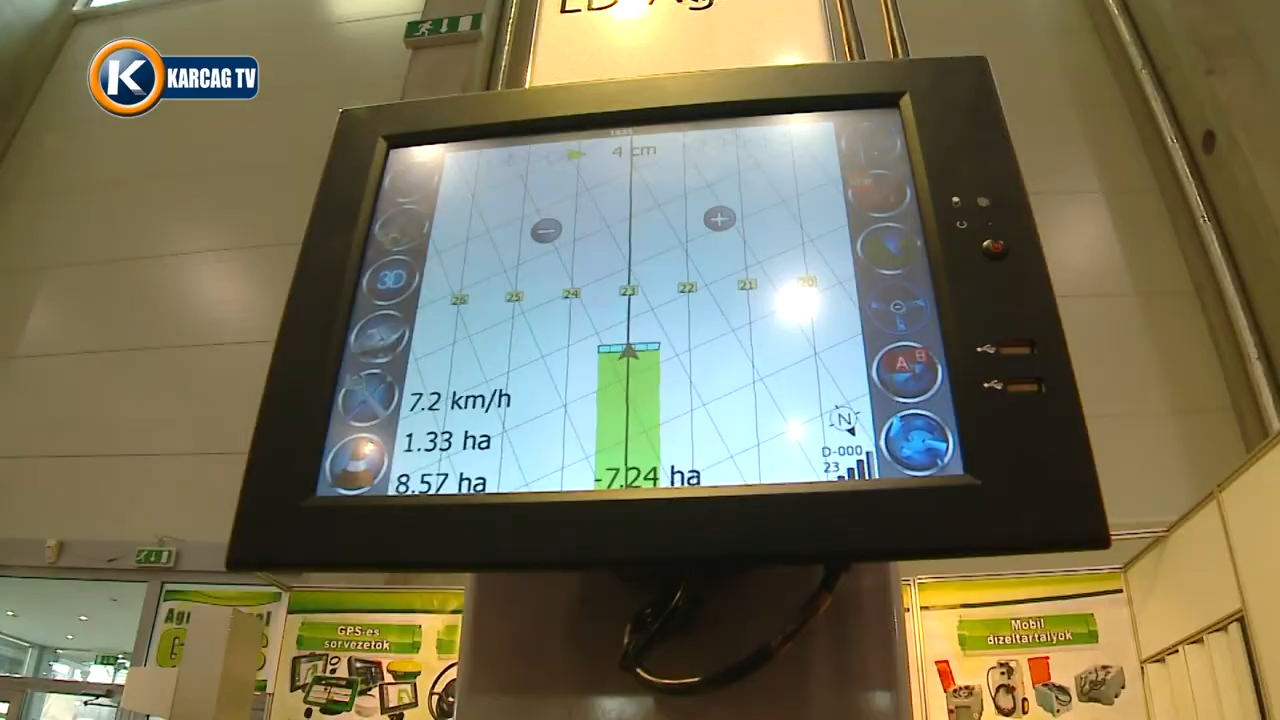 K KARCAG TV
4 cm
26 25 24 23 22 21 20
3D
A B
7.2 km/h
1.33 ha
8.57 ha
-7.24 ha
N
D-000
23
GPS-es
sorvezetők
Mobil
dízeltartályok